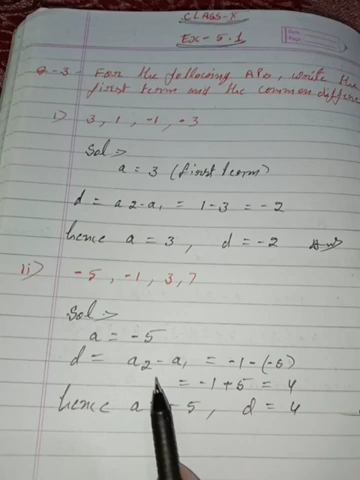 CLASS-X
Ex-5.1
Q-3- For the following APs, write the
first term and the common differe
i) 3, 1, -1, -3
Sol⇒
a = 3 (first term)
d = a2-a1 = 1-3 = -2
hence a = 3, d = -2 Ans
ii) -5, -1, 3, 7
Sol⇒
a = -5
d = a2-a1 = -1-(-5)
= -1+5 = 4
hence a 5, d = 4